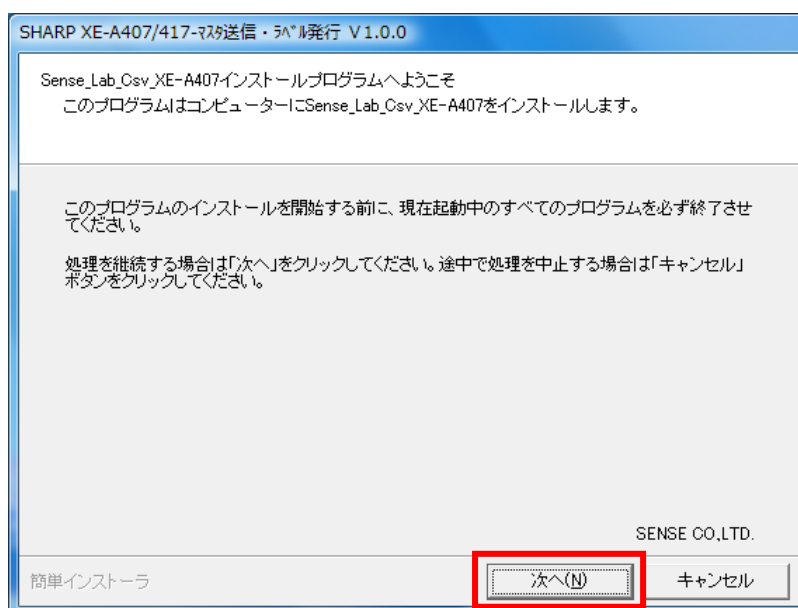 SHARP XE-A407/417-ﾏｽﾀ送信・ﾗﾍﾞﾙ発行 Ｖ1.0.0
Sense_Lab_Csv_XE-A407インストールプログラムへようこそ
このプログラムはコンピューターにSense_Lab_Csv_XE-A407をインストールします。
このプログラムのインストールを開始する前に、現在起動中のすべてのプログラムを必ず終了させ
てください。
処理を継続する場合は「次へ」をクリックしてください。途中で処理を中止する場合は「キャンセル」
ボタンをクリックしてください。
SENSE CO,LTD.
簡単インストーラ
次へ(N)
キャンセル